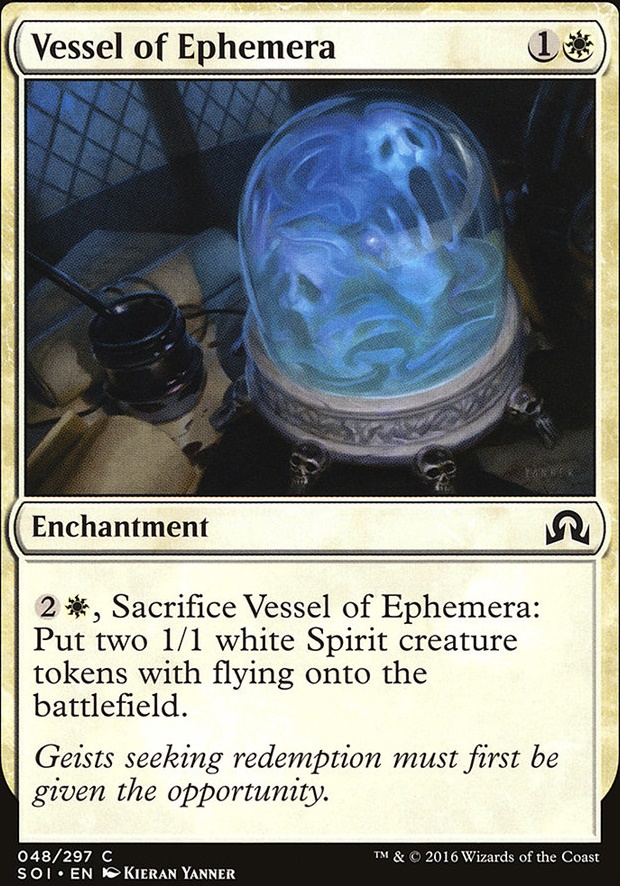 Vessel of Ephemera 1
TANNER
Enchantment
2, Sacrifice Vessel of Ephemera:
Put two 1/1 white Spirit creature
tokens with flying onto the
battlefield.
Geists seeking redemption must first be
given the opportunity.
048/297 C
SOI • EN KIERAN YANNER
™ & © 2016 Wizards of the Coast